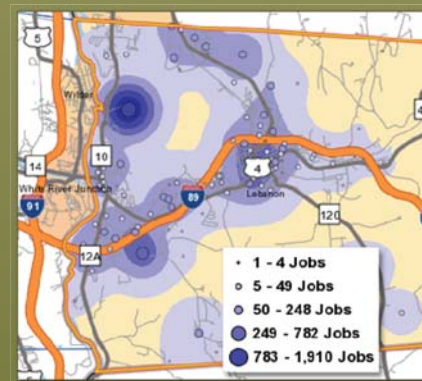 5
4
Wilder
10
14
White River Junction
89
4
Lebanon
91
120
12A
1 - 4 Jobs
5 - 49 Jobs
50 - 248 Jobs
249 - 782 Jobs
783 - 1,910 Jobs